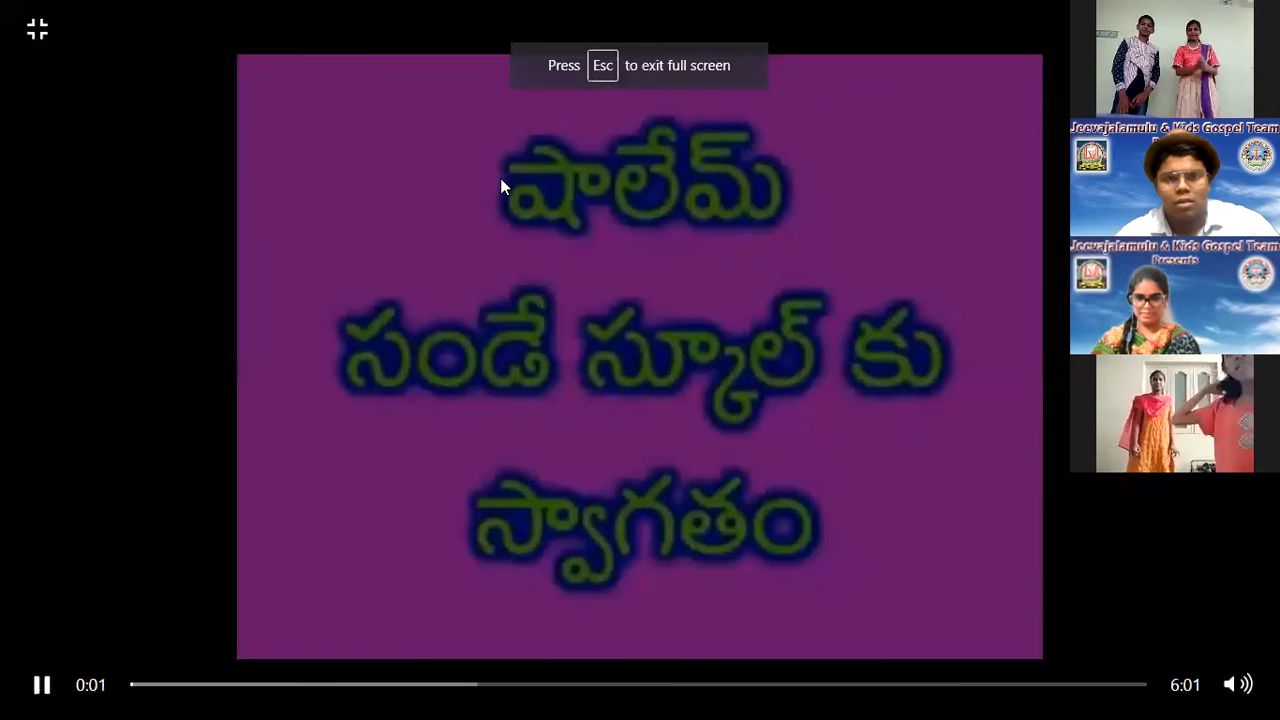 Press Esc to exit full screen
షాలేమ్
సండే స్కూల్ కు
స్వాగతం
Jeevajalamulu & Kids Gospel Team
Jeevajalamulu & Kids Gospel Team
Presents
0:01
6:01